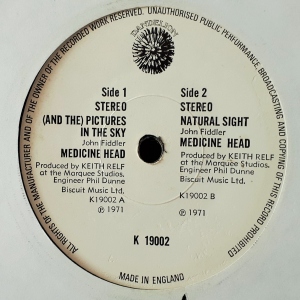 ALL RIGHTS OF THE MANUFACTURER AND OF THE OWNER OF THE RECORDED WORK RESERVED. UNAUTHORISED PUBLIC PERFORMANCE, BROADCASTING AND COPYING OF THIS RECORD PROHIBITED
DANDELION
Side 1
STEREO
(AND THE) PICTURES
IN THE SKY
John Fiddler
MEDICINE HEAD
Produced by KEITH RELF
at the Marquee Studios.
Engineer Phil Dunne
Biscuit Music Ltd.
K19002 A
℗ 1971
Side 2
STEREO
NATURAL SIGHT
John Fiddler
MEDICINE HEAD
Produced by KEITH RELF
at the Marquee Studios.
Engineer Phil Dunne
Biscuit Music Ltd.
K19002 B
℗ 1971
K 19002
MADE IN ENGLAND